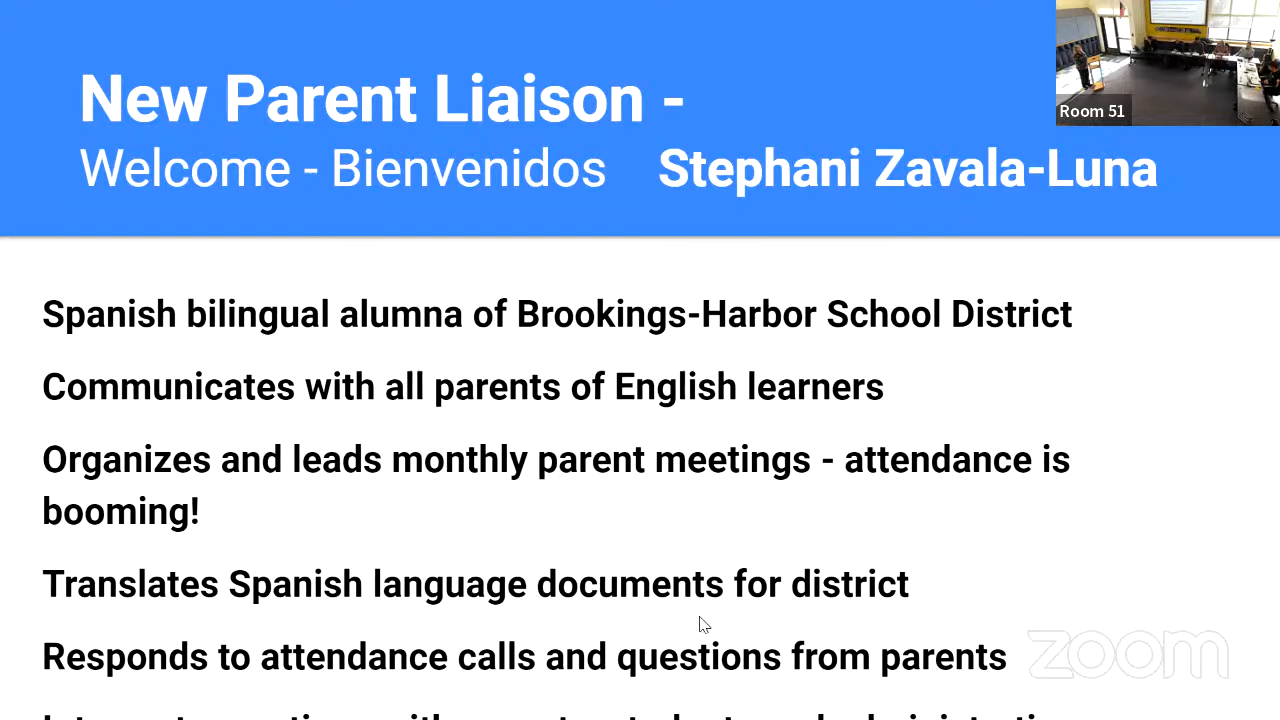 New Parent Liaison -
Welcome - Bienvenidos Stephani Zavala-Luna
Room 51
Spanish bilingual alumna of Brookings-Harbor School District
Communicates with all parents of English learners
Organizes and leads monthly parent meetings - attendance is
booming!
Translates Spanish language documents for district
Responds to attendance calls and questions from parents
zoom